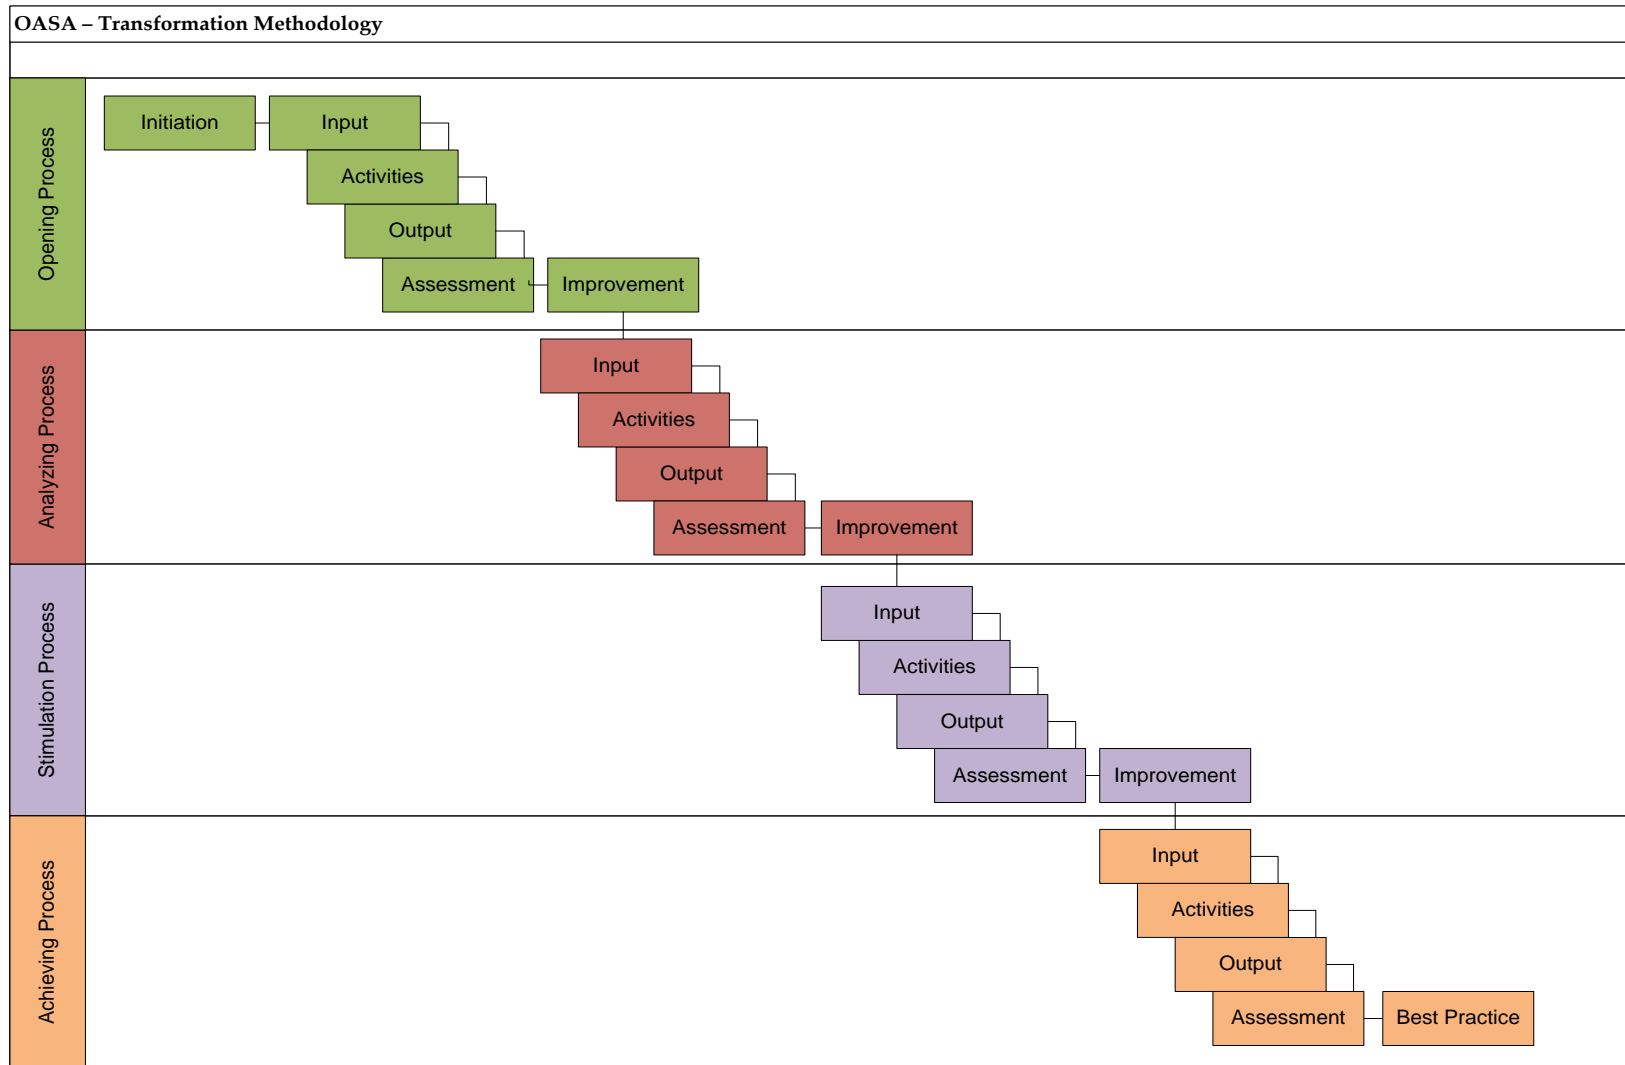 OASA – Transformation Methodology
Opening Process
Initiation
Input
Activities
Output
Assessment
Improvement
Analyzing Process
Input
Activities
Output
Assessment
Improvement
Stimulation Process
Input
Activities
Output
Assessment
Improvement
Achieving Process
Input
Activities
Output
Assessment
Best Practice